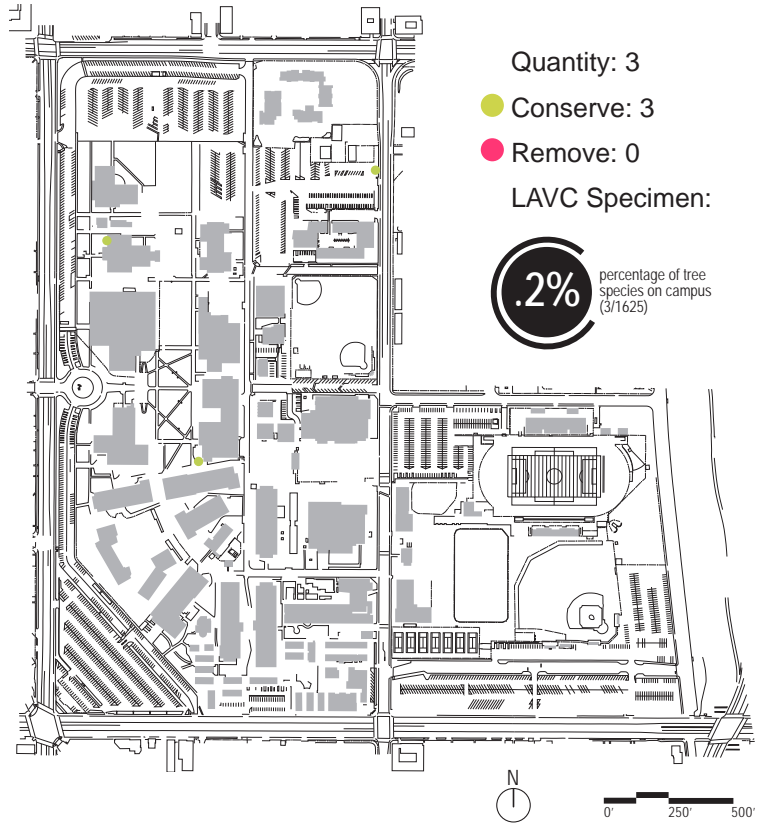 Quantity: 3
Conserve: 3
Remove: 0
LAVC Specimen:
.2%
percentage of tree
species on campus
(3/1625)
N
0' 250' 500'